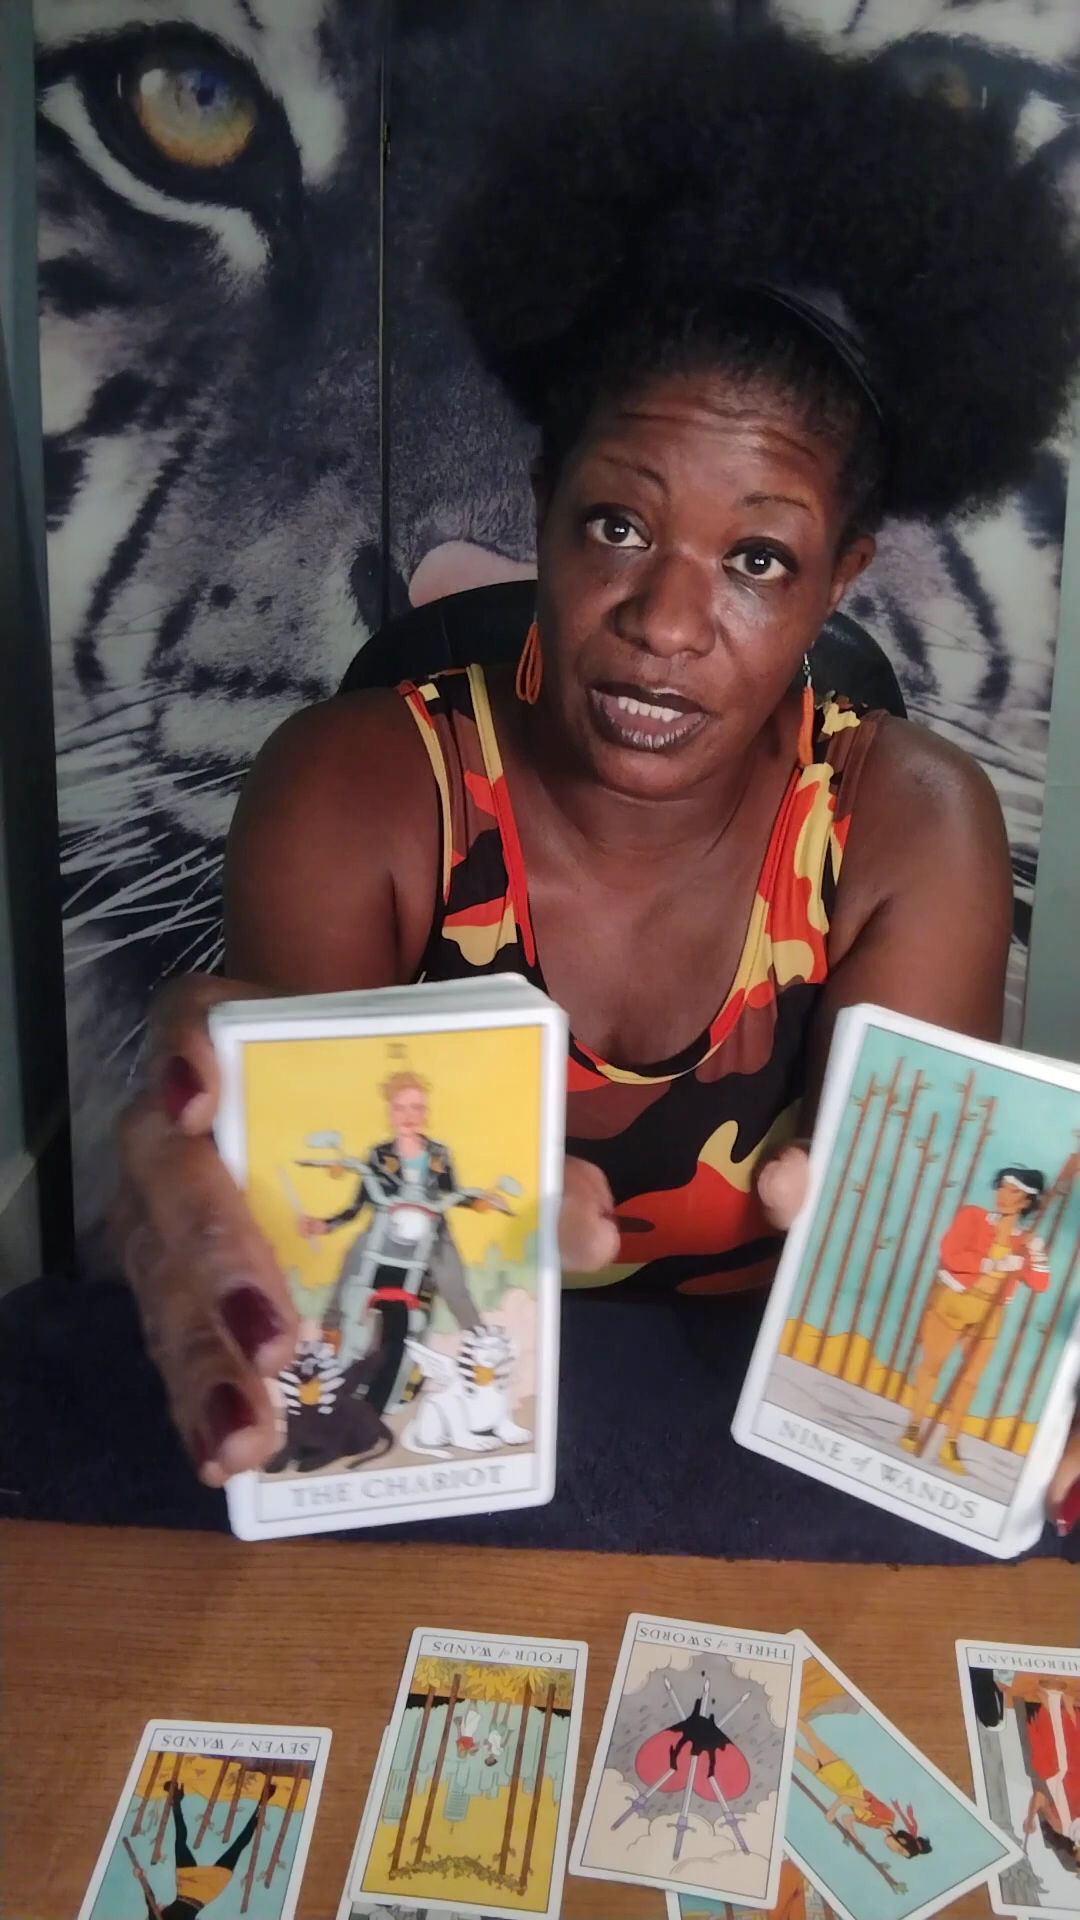 THE CHARIOT
NINE of WANDS
SEVEN of WANDS
FOUR of WANDS
THREE of SWORDS
HIEROPHANT